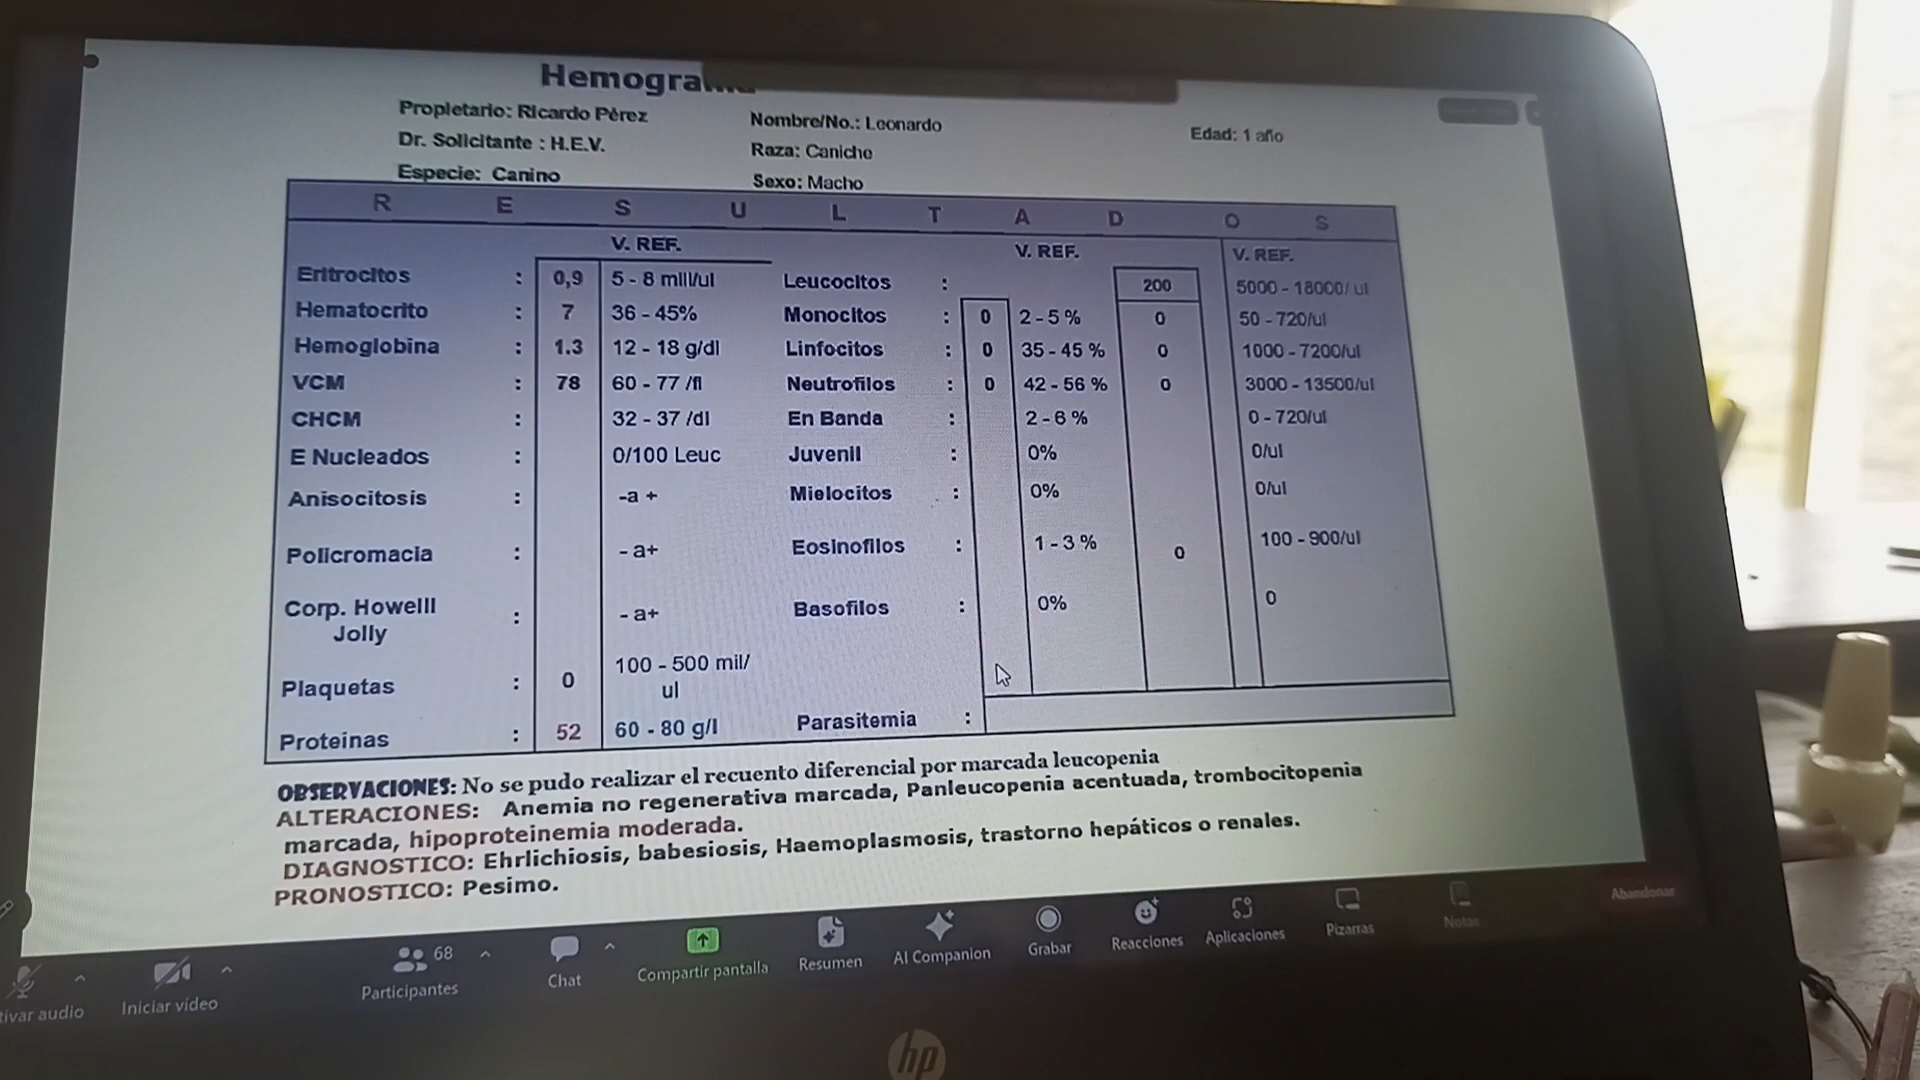 Hemogra
Propietario: Ricardo Pérez
Nombre/No.: Leonardo
Edad: 1 año
Dr. Solicitante : H.E.V.
Raza: Caniche
Especie: Canino
Sexo: Macho
R E S U L T A D O S
V. REF. V. REF. V. REF.
Eritrocitos : 0,9 5 - 8 mill/ul Leucocitos : 200 5000 - 18000/ ul
Hematocrito : 7 36 - 45% Monocitos : 0 2 - 5 % 0 50 - 720/ul
Hemoglobina : 1.3 12 - 18 g/dl Linfocitos : 0 35 - 45 % 0 1000 - 7200/ul
VCM : 78 60 - 77 /fl Neutrofilos : 0 42 - 56 % 0 3000 - 13500/ul
CHCM : 32 - 37 /dl En Banda : 2 - 6 % 0 - 720/ul
E Nucleados : 0/100 Leuc Juvenil : 0% 0/ul
Anisocitosis : -a + Mielocitos : 0% 0/ul
Policromacia : - a+ Eosinofilos : 1 - 3 % 0 100 - 900/ul
Corp. Howelll
Jolly : - a+ Basofilos : 0% 0
Plaquetas : 0 100 - 500 mil/
ul
Proteinas : 52 60 - 80 g/l Parasitemia :
OBSERVACIONES: No se pudo realizar el recuento diferencial por marcada leucopenia
ALTERACIONES: Anemia no regenerativa marcada, Panleucopenia acentuada, trombocitopenia
marcada, hipoproteinemia moderada.
DIAGNOSTICO: Ehrlichiosis, babesiosis, Haemoplasmosis, trastorno hepáticos o renales.
PRONOSTICO: Pesimo.
tivar audio
Iniciar vídeo
68
Participantes
Chat
Compartir pantalla
Resumen
AI Companion
Grabar
Reacciones
Aplicaciones
Pizarras
Notas
Abandonar
hp